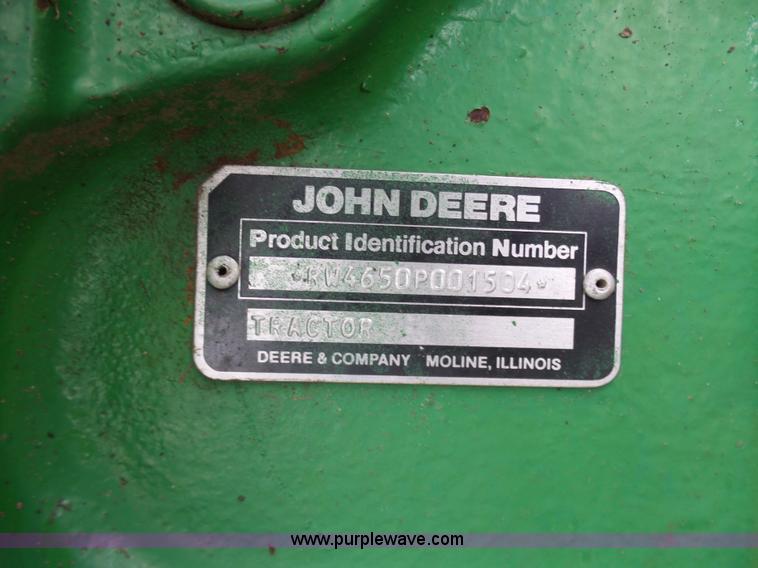 JOHN DEERE
Product Identification Number
*RW4650P001504*
TRACTOR
DEERE & COMPANY MOLINE, ILLINOIS
www.purplewave.com